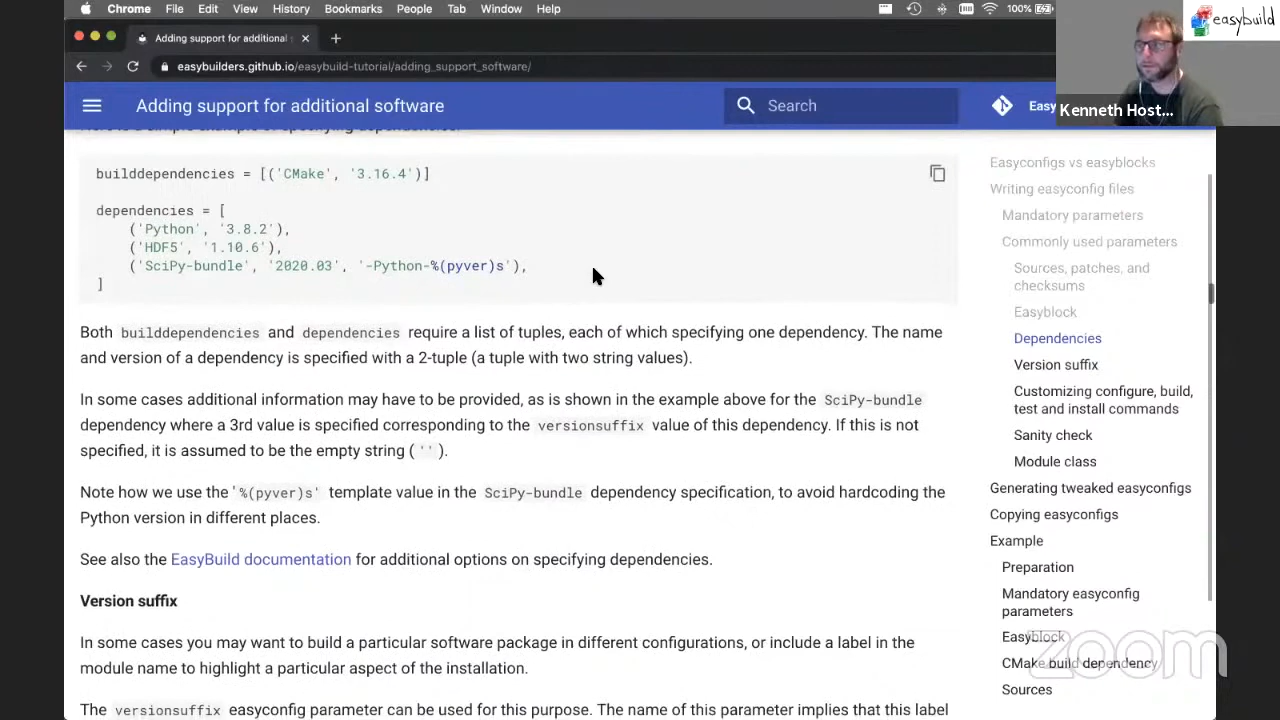 Chrome File Edit View History Bookmarks People Tab Window Help 100%
easybuild
Adding support for additional
easybuilders.github.io/easybuild-tutorial/adding_support_software/
Adding support for additional software
Search
Easy
Kenneth Host...
builddependencies = [('CMake', '3.16.4')]
dependencies = [
('Python', '3.8.2'),
('HDF5', '1.10.6'),
('SciPy-bundle', '2020.03', '-Python-%(pyver)s'),
]
Both builddependencies and dependencies require a list of tuples, each of which specifying one dependency. The name
and version of a dependency is specified with a 2-tuple (a tuple with two string values).
In some cases additional information may have to be provided, as is shown in the example above for the SciPy-bundle
dependency where a 3rd value is specified corresponding to the versionsuffix value of this dependency. If this is not
specified, it is assumed to be the empty string ('').
Note how we use the '%(pyver)s' template value in the SciPy-bundle dependency specification, to avoid hardcoding the
Python version in different places.
See also the EasyBuild documentation for additional options on specifying dependencies.
Version suffix
In some cases you may want to build a particular software package in different configurations, or include a label in the
module name to highlight a particular aspect of the installation.
The versionsuffix easyconfig parameter can be used for this purpose. The name of this parameter implies that this label
Easyconfigs vs easyblocks
Writing easyconfig files
Mandatory parameters
Commonly used parameters
Sources, patches, and
checksums
Easyblock
Dependencies
Version suffix
Customizing configure, build,
test and install commands
Sanity check
Module class
Generating tweaked easyconfigs
Copying easyconfigs
Example
Preparation
Mandatory easyconfig
parameters
Easyblock
CMake build dependency
Sources
zoom